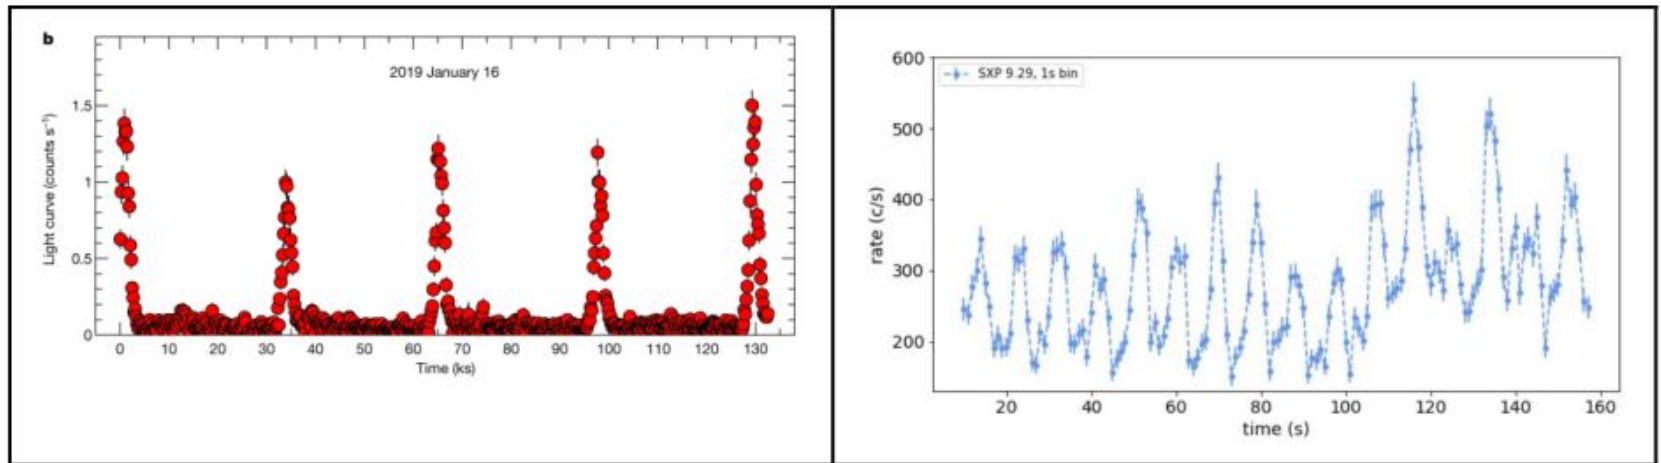 b
2019 January 16
Light curve (counts s⁻¹)
1.5
1
0.5
0
0 10 20 30 40 50 60 70 80 90 100 110 120 130
Time (ks)
SXP 9.29, 1s bin
rate (c/s)
600
500
400
300
200
20 40 60 80 100 120 140 160
time (s)